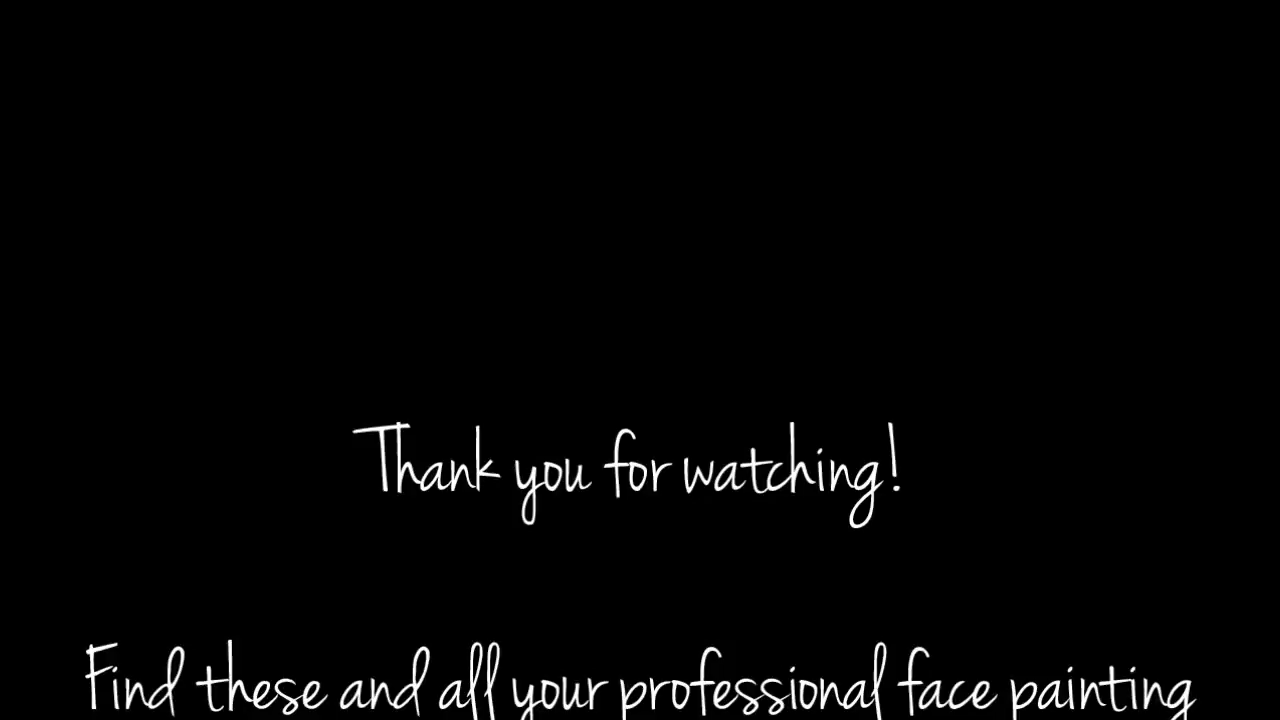 Thank you for watching!
Find these and all your professional face painting